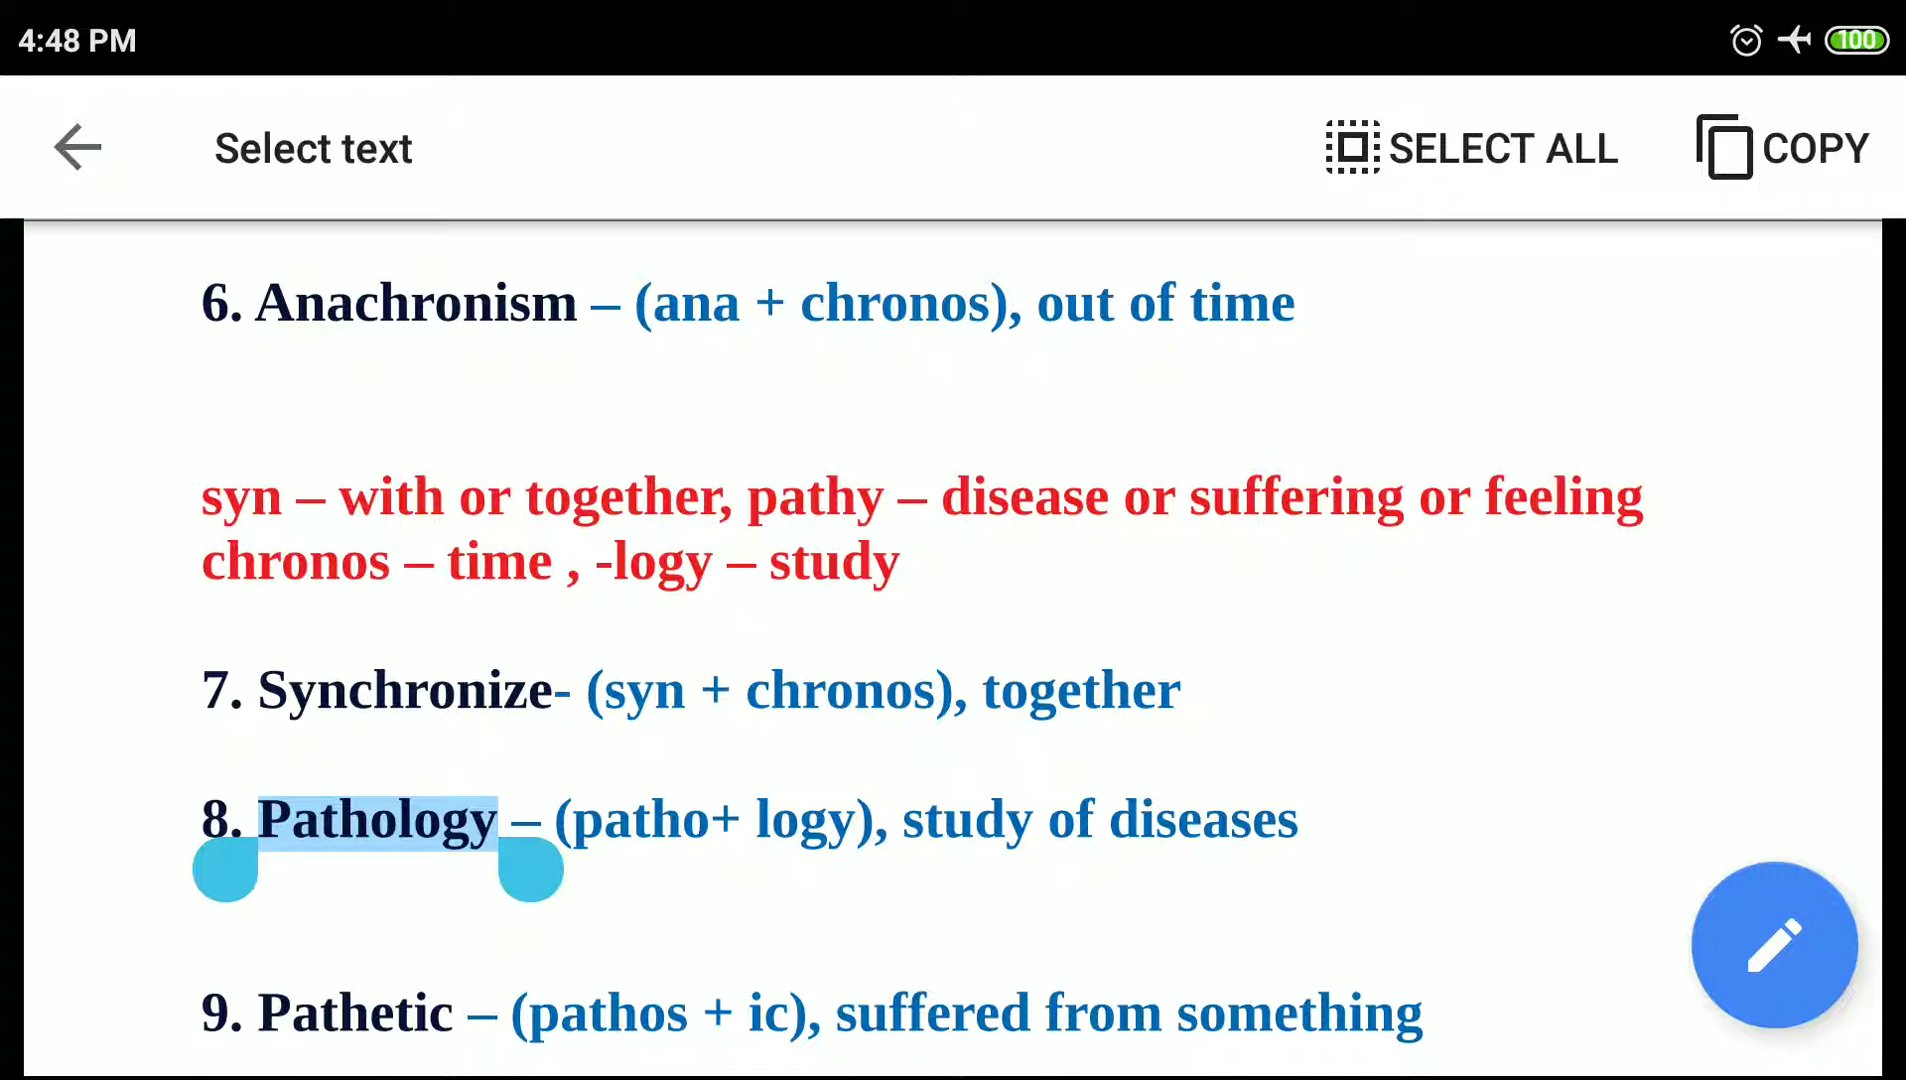 4:48 PM
100
Select text
SELECT ALL
COPY
6. Anachronism – (ana + chronos), out of time
syn – with or together, pathy – disease or suffering or feeling
chronos – time , -logy – study
7. Synchronize- (syn + chronos), together
8. Pathology – (patho+ logy), study of diseases
9. Pathetic – (pathos + ic), suffered from something